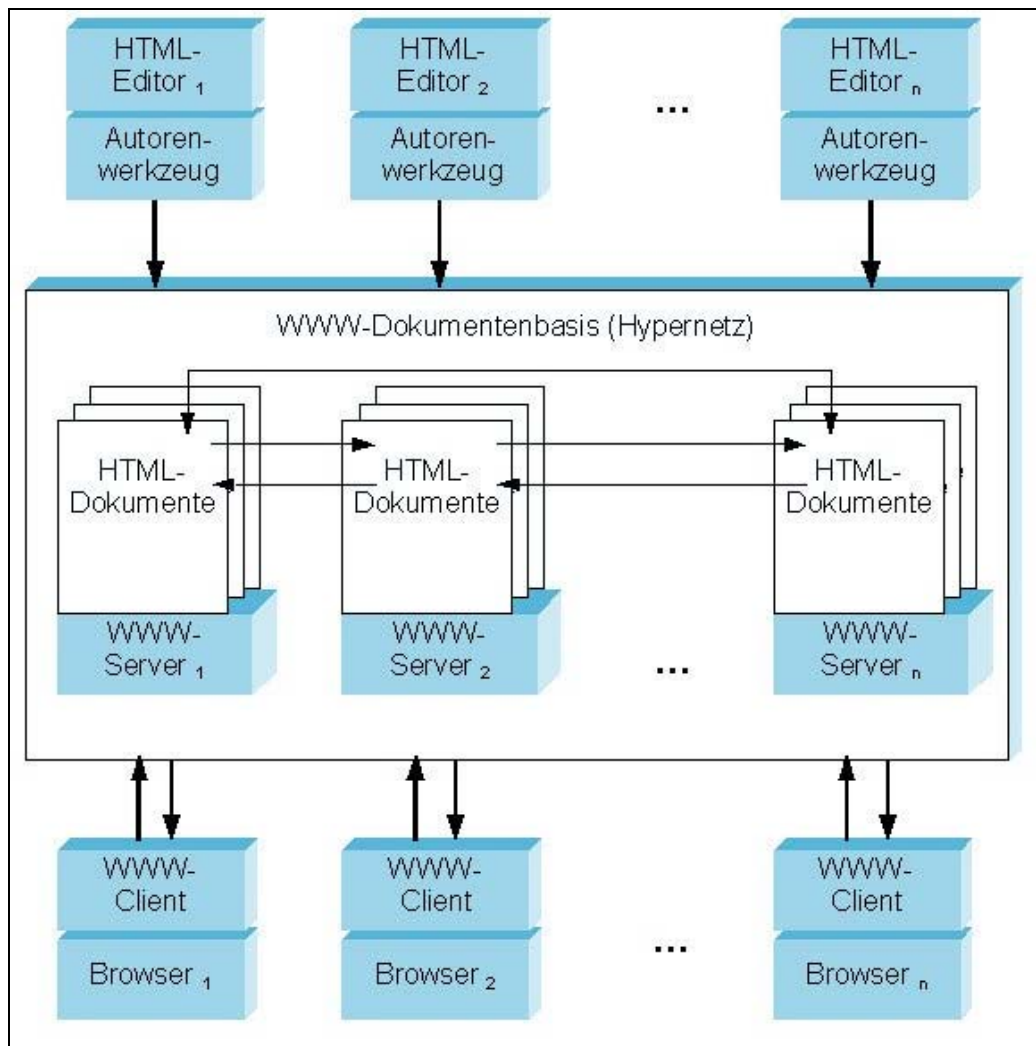 HTML-
Editor 1
HTML-
Editor 2
...
HTML-
Editor n
Autoren-
werkzeug
Autoren-
werkzeug
Autoren-
werkzeug
WWW-Dokumentenbasis (Hypernetz)
HTML-
Dokumente
HTML-
Dokumente
HTML-
Dokumente
WWW-
Server 1
WWW-
Server 2
...
WWW-
Server n
WWW-
Client
WWW-
Client
WWW-
Client
Browser 1
Browser 2
...
Browser n